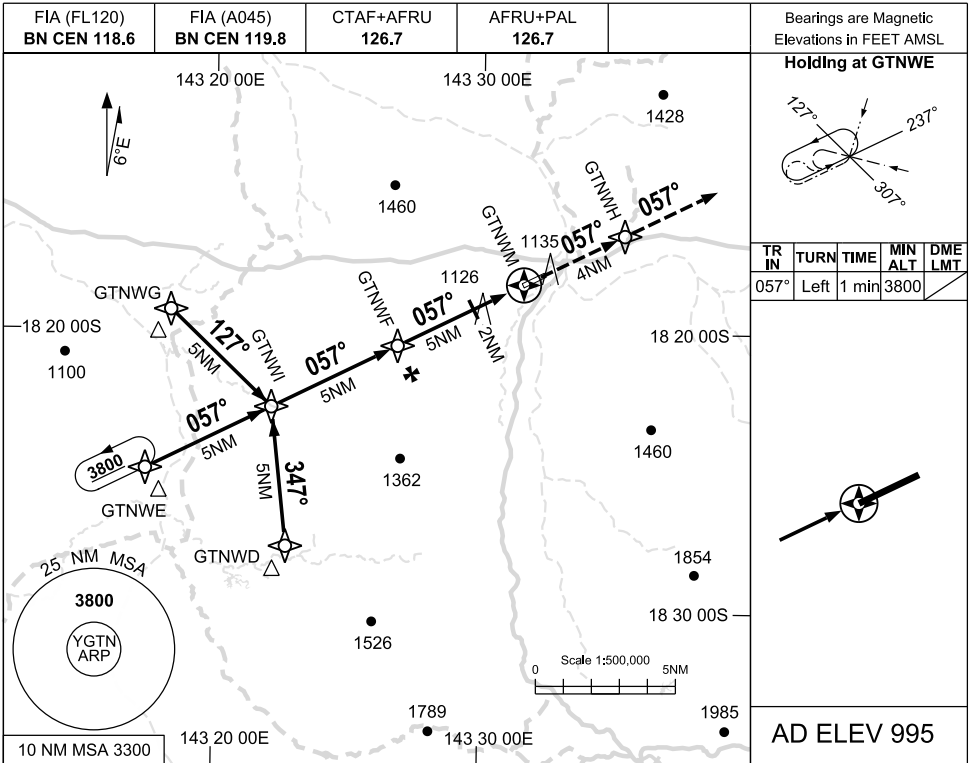 FIA (FL120)
BN CEN 118.6
FIA (A045)
BN CEN 119.8
CTAF+AFRU
126.7
AFRU+PAL
126.7
Bearings are Magnetic
Elevations in FEET AMSL
143 20 00E
143 30 00E
6°E
1428
1460
GTNWH
057°
GTNWM
1135
057°
4NM
1126
GTNWG
GTNWF
057°
5NM
2NM
18 20 00S
127°
5NM
GTNWI
057°
5NM
18 20 00S
1100
057°
5NM
3800
GTNWE
347°
5NM
1362
1460
GTNWD
25 NM MSA
3800
YGTN
ARP
1854
18 30 00S
1526
Scale 1:500,000
0
5NM
1789
1985
10 NM MSA 3300
143 20 00E
143 30 00E
Holding at GTNWE
127°
237°
307°
TR IN TURN TIME MIN ALT DME LMT
057° Left 1 min 3800
AD ELEV 995